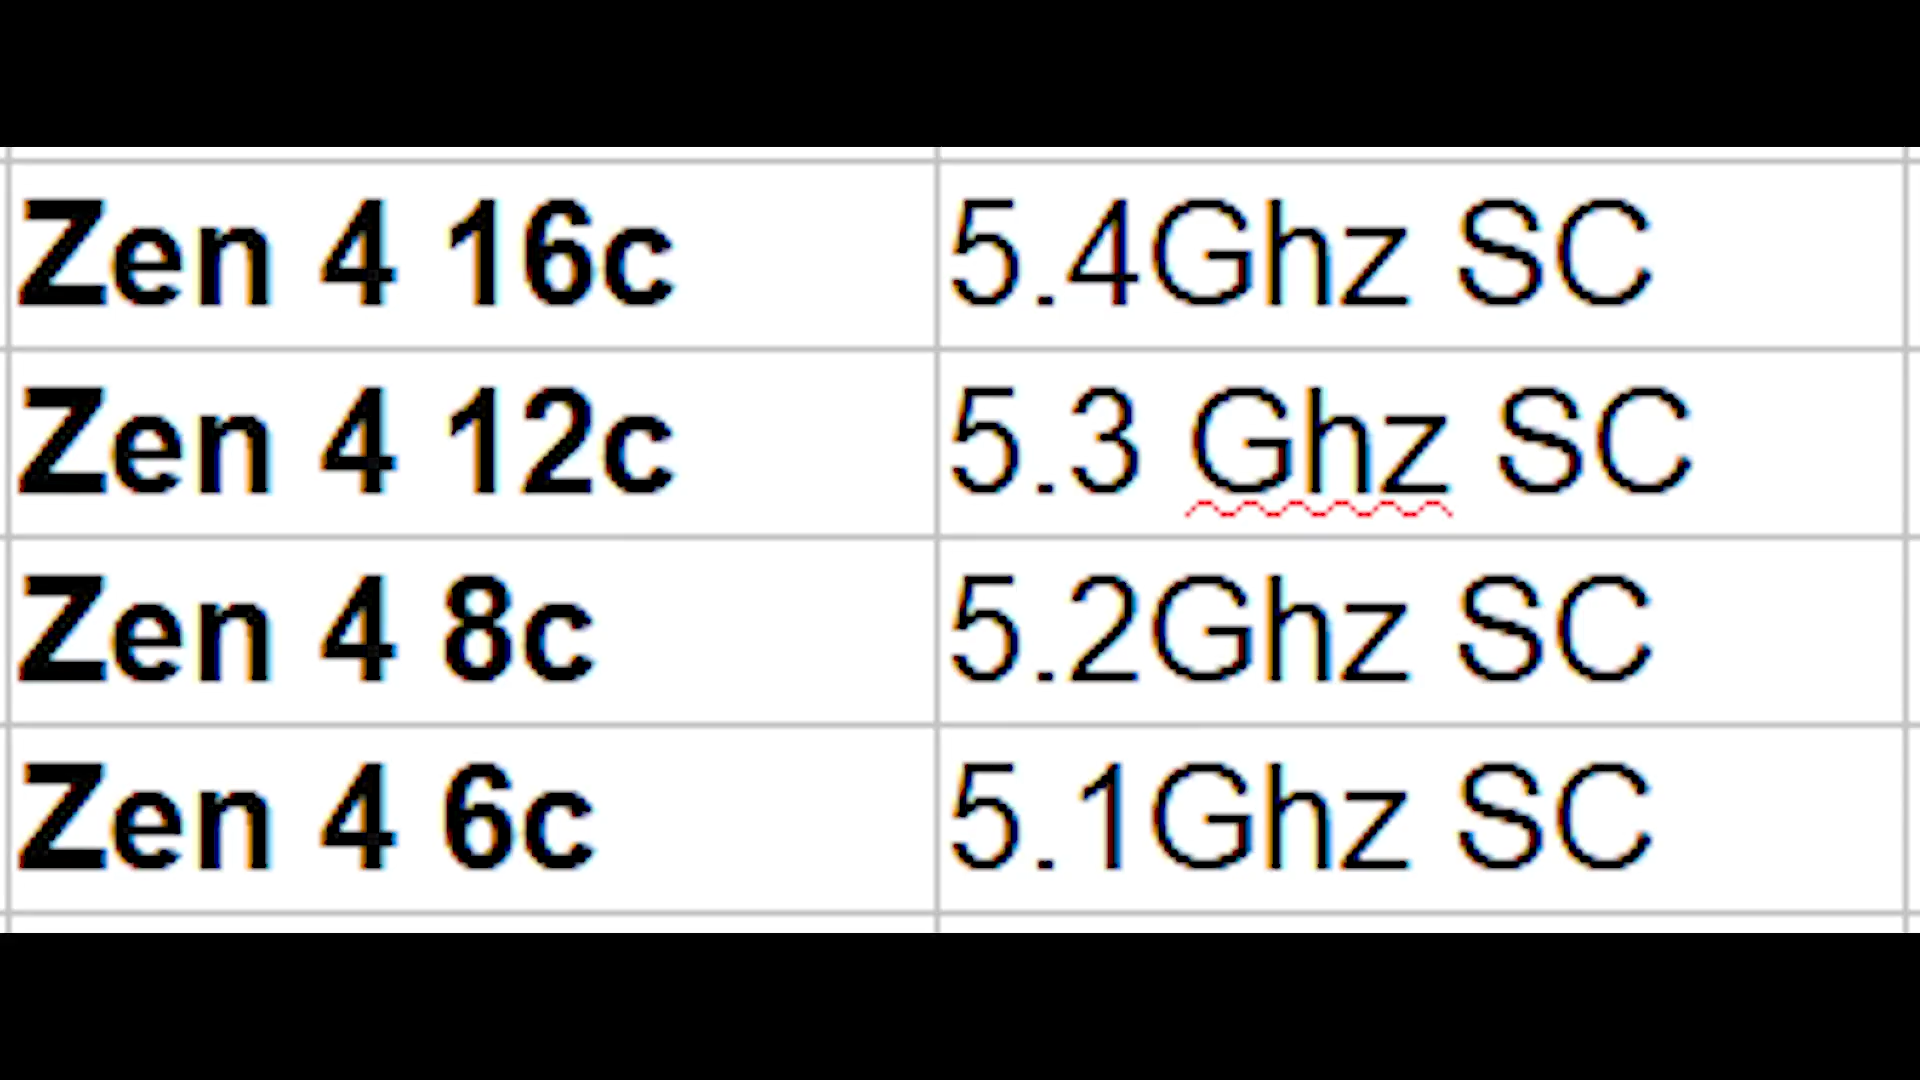 Zen 4 16c 5.4Ghz SC
Zen 4 12c 5.3 Ghz SC
Zen 4 8c 5.2Ghz SC
Zen 4 6c 5.1Ghz SC